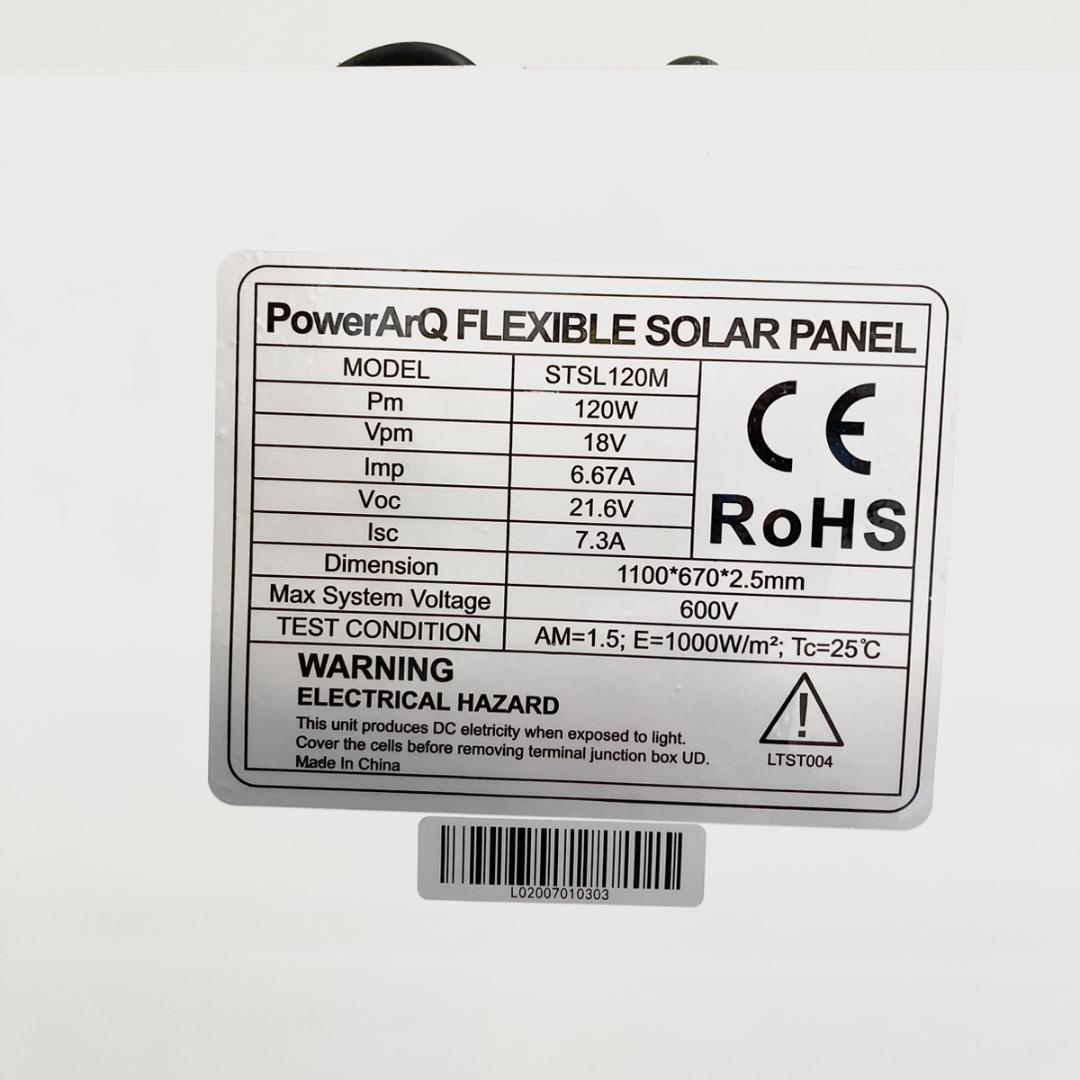 PowerArQ FLEXIBLE SOLAR PANEL
MODEL STSL120M
Pm 120W
Vpm 18V
Imp 6.67A
Voc 21.6V
Isc 7.3A
CE
RoHS
Dimension 1100*670*2.5mm
Max System Voltage 600V
TEST CONDITION AM=1.5; E=1000W/m²; Tc=25℃
WARNING
ELECTRICAL HAZARD
This unit produces DC eletricity when exposed to light.
Cover the cells before removing terminal junction box UD.
Made In China
!
LTST004
L02007010303